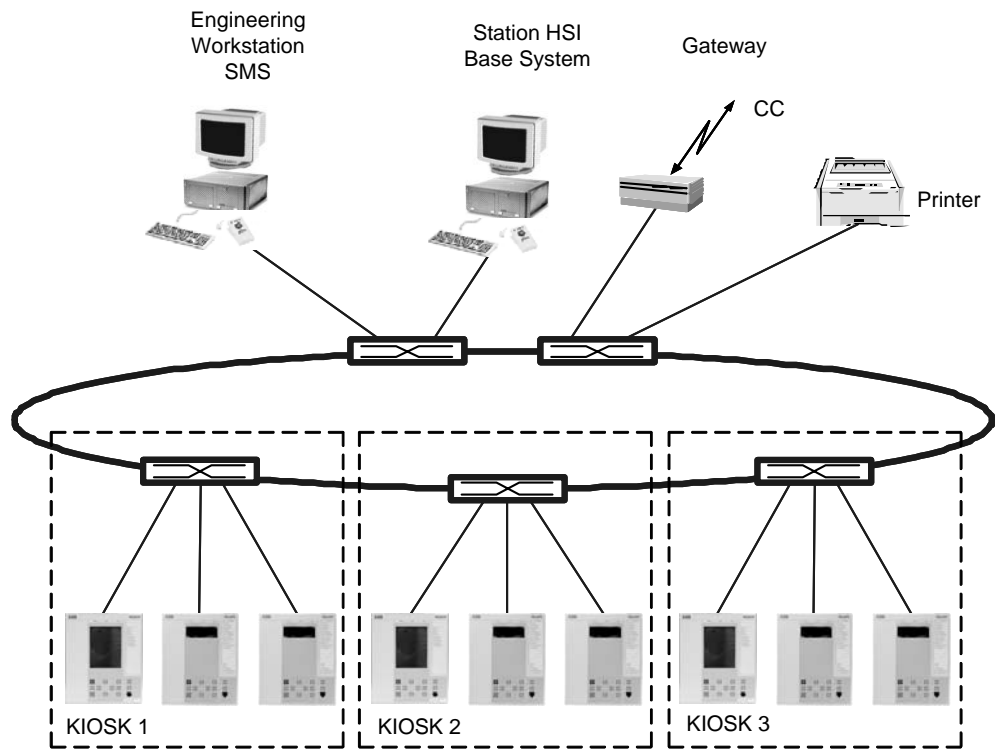 Engineering
Workstation
SMS
Station HSI
Base System
Gateway
CC
Printer
KIOSK 1
KIOSK 2
KIOSK 3